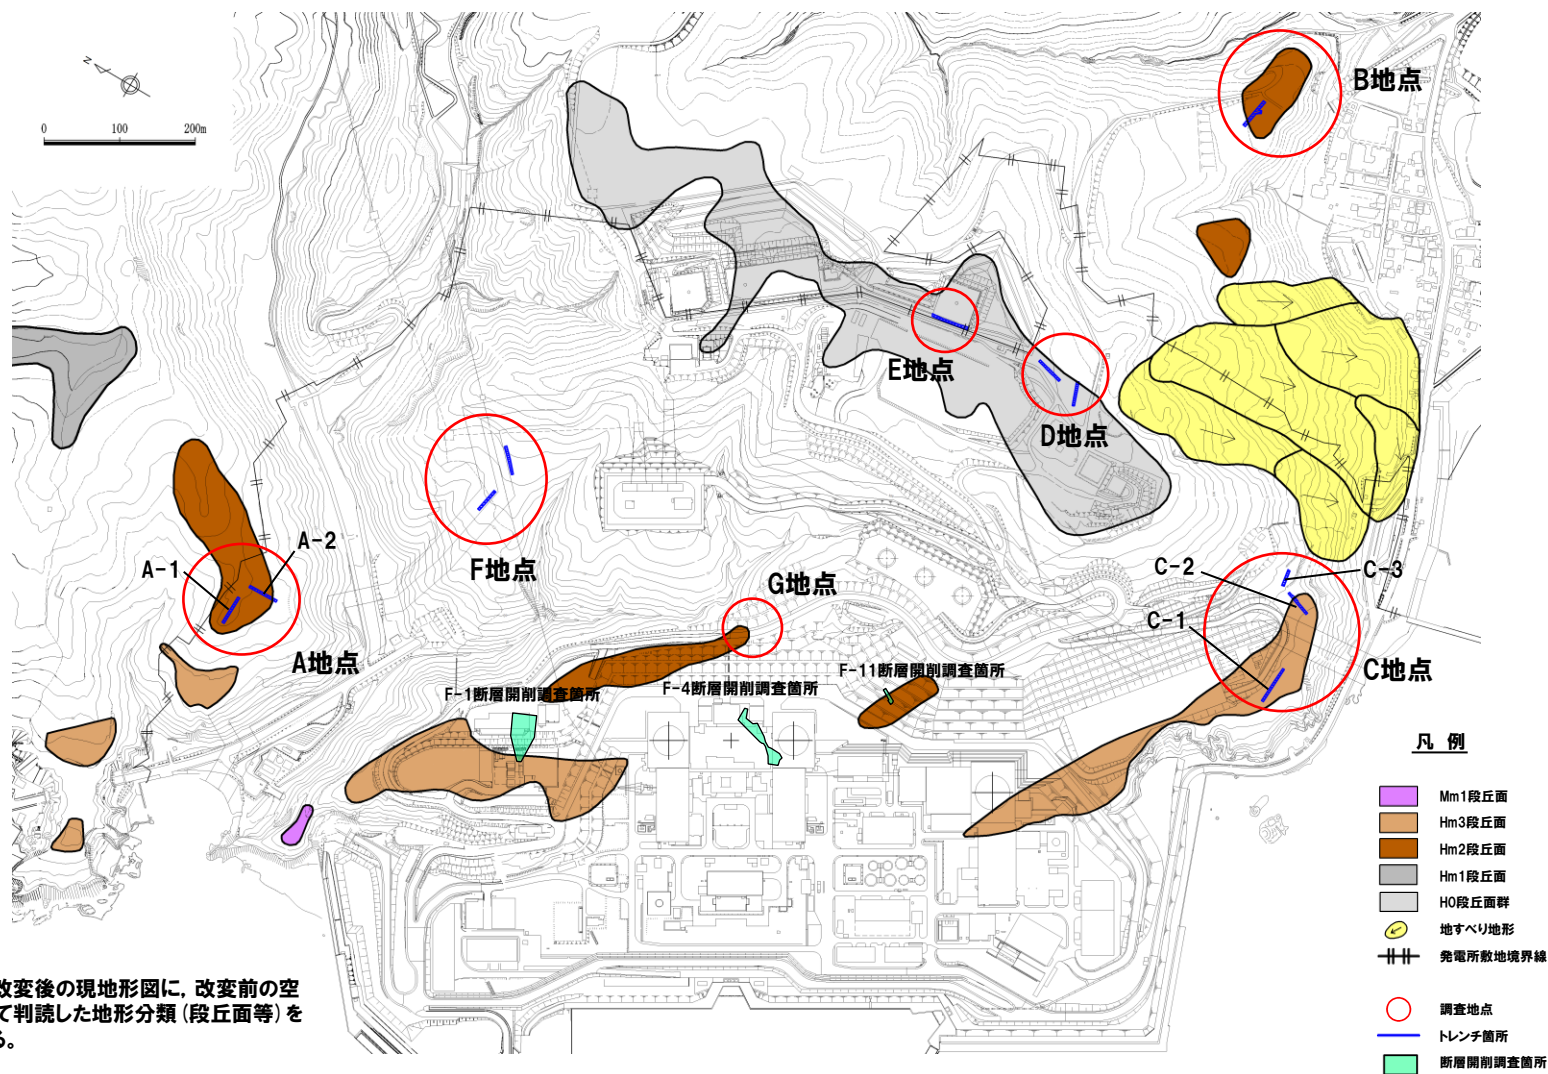 N
0 100 200m
B地点
E地点
D地点
A-2
A-1
F地点
C-2
C-3
G地点
C-1
A地点
C地点
F-1断層開削調査箇所
F-4断層開削調査箇所
F-11断層開削調査箇所
凡 例
Mm1段丘面
Hm3段丘面
Hm2段丘面
Hm1段丘面
H0段丘面群
地すべり地形
発電所敷地境界線
調査地点
トレンチ箇所
断層開削調査箇所
改変後の現地形図に，改変前の空
て判読した地形分類（段丘面等）を
る。